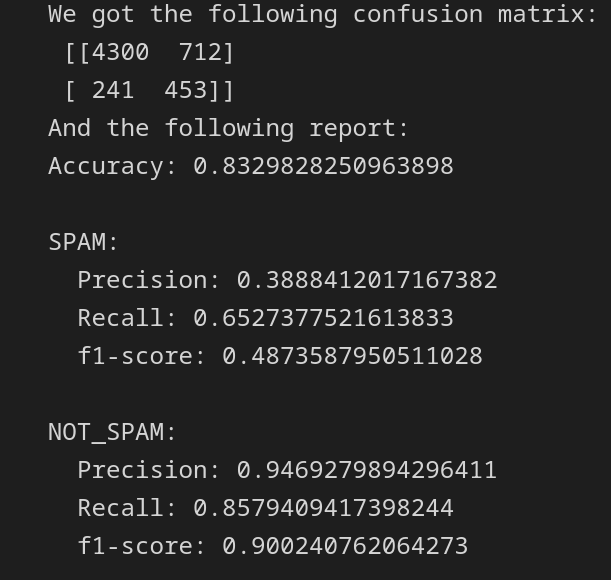 We got the following confusion matrix:
[[4300  712]
[ 241  453]]
And the following report:
Accuracy: 0.8329828250963898
SPAM:
Precision: 0.3888412017167382
Recall: 0.6527377521613833
f1-score: 0.4873587950511028
NOT_SPAM:
Precision: 0.9469279894296411
Recall: 0.8579409417398244
f1-score: 0.900240762064273